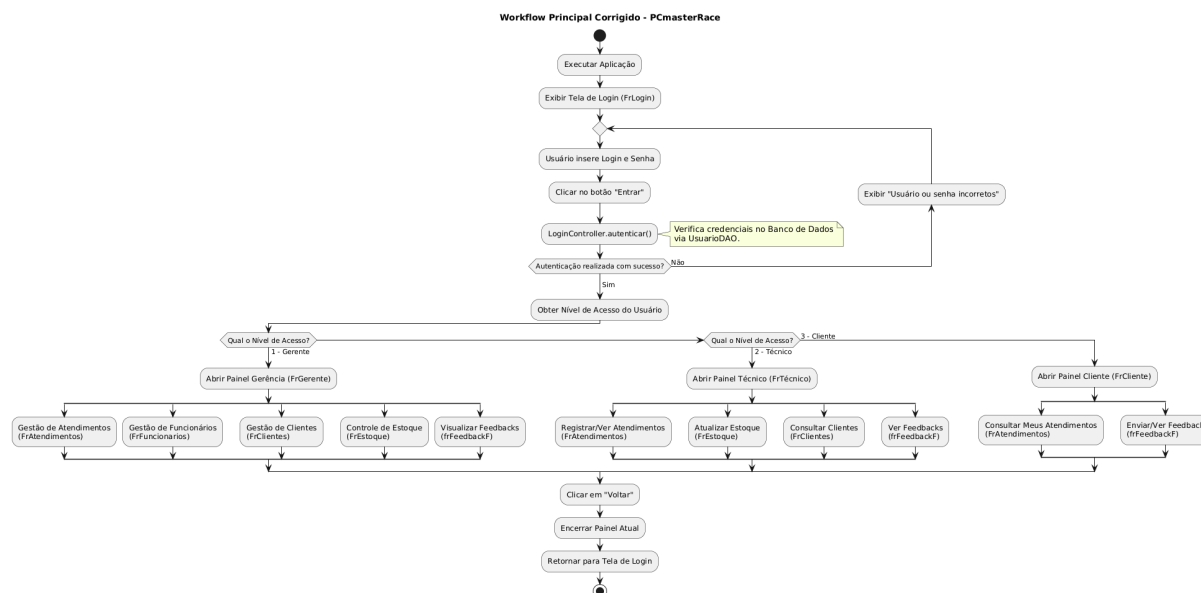 Workflow Principal Corrigido - PCmasterRace
Executar Aplicação
Exibir Tela de Login (FrLogin)
Usuário insere Login e Senha
Clicar no botão "Entrar"
Exibir "Usuário ou senha incorretos"
LoginController.autenticar()
Verifica credenciais no Banco de Dados
via UsuarioDAO.
Autenticação realizada com sucesso?
Não
Sim
Obter Nível de Acesso do Usuário
Qual o Nível de Acesso?
1 - Gerente
Qual o Nível de Acesso?
2 - Técnico
3 - Cliente
Abrir Painel Gerência (FrGerente)
Abrir Painel Técnico (FrTécnico)
Abrir Painel Cliente (FrCliente)
Gestão de Atendimentos
(FrAtendimentos)
Gestão de Funcionários
(FrFuncionarios)
Gestão de Clientes
(FrClientes)
Controle de Estoque
(FrEstoque)
Visualizar Feedbacks
(frFeedbackF)
Registrar/Ver Atendimentos
(FrAtendimentos)
Atualizar Estoque
(FrEstoque)
Consultar Clientes
(FrClientes)
Ver Feedbacks
(frFeedbackF)
Consultar Meus Atendimentos
(FrAtendimentos)
Enviar/Ver Feedbac
(frFeedbackF)
Clicar em "Voltar"
Encerrar Painel Atual
Retornar para Tela de Login